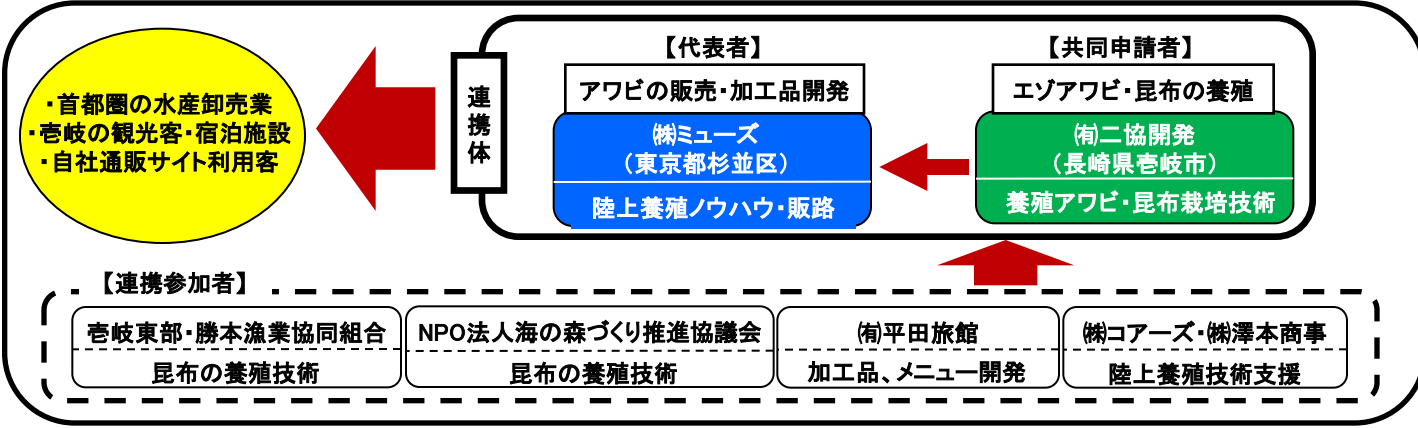 ・首都圏の水産卸売業
・壱岐の観光客・宿泊施設
・自社通販サイト利用客
連携体
【代表者】
アワビの販売・加工品開発
㈱ミューズ
（東京都杉並区）
陸上養殖ノウハウ・販路
【共同申請者】
エゾアワビ・昆布の養殖
㈲二協開発
（長崎県壱岐市）
養殖アワビ・昆布栽培技術
【連携参加者】
壱岐東部・勝本漁業協同組合
昆布の養殖技術
NPO法人海の森づくり推進協議会
昆布の養殖技術
㈲平田旅館
加工品、メニュー開発
㈱コアーズ・㈱澤本商事
陸上養殖技術支援